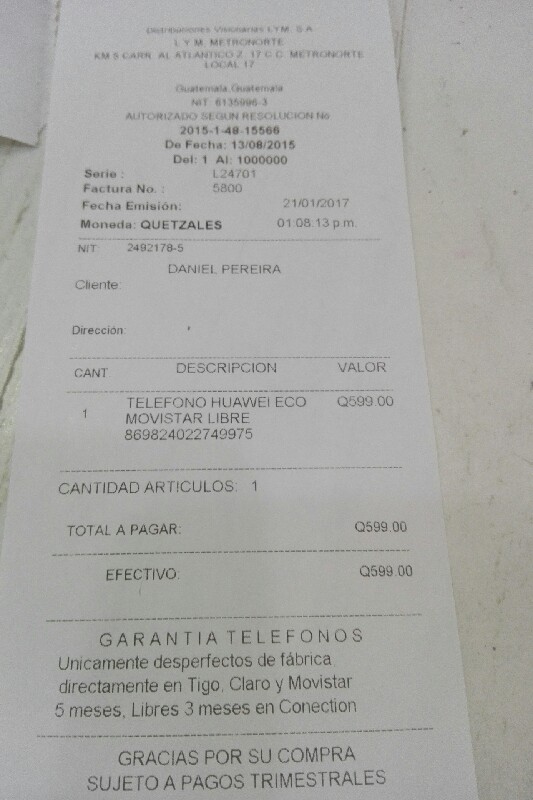 Distribuciones Visionarias LYM, S.A.
L Y M, METRONORTE
KM 5 CARR. AL ATLANTICO Z. 17 C.C. METRONORTE
LOCAL 17
Guatemala,Guatemala
NIT: 6135996-3
AUTORIZADO SEGUN RESOLUCION No
2015-1-48-15566
De Fecha: 13/08/2015
Del: 1 Al: 1000000
Serie : L24701
Factura No. : 5800
Fecha Emisión: 21/01/2017
Moneda: QUETZALES 01:08:13 p.m.
NIT: 2492178-5
DANIEL PEREIRA
Cliente:
Dirección:
CANT. DESCRIPCION VALOR
1 TELEFONO HUAWEI ECO Q599.00
MOVISTAR LIBRE
869824022749975
CANTIDAD ARTICULOS: 1
TOTAL A PAGAR: Q599.00
EFECTIVO: Q599.00
GARANTIA TELEFONOS
Unicamente desperfectos de fábrica
directamente en Tigo, Claro y Movistar
5 meses, Libres 3 meses en Conection
GRACIAS POR SU COMPRA
SUJETO A PAGOS TRIMESTRALES